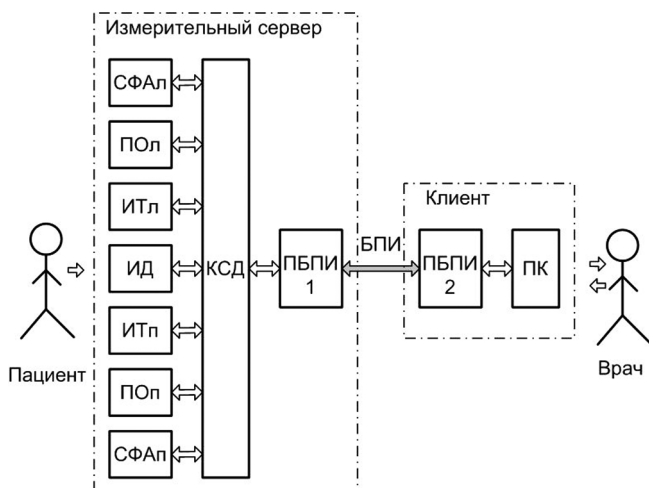 Измерительный сервер
СФАл
ПОл
ИТл
ИД
ИТп
ПОп
СФАп
КСД
ПБПИ
1
БПИ
Клиент
ПБПИ
2
ПК
Пациент
Врач